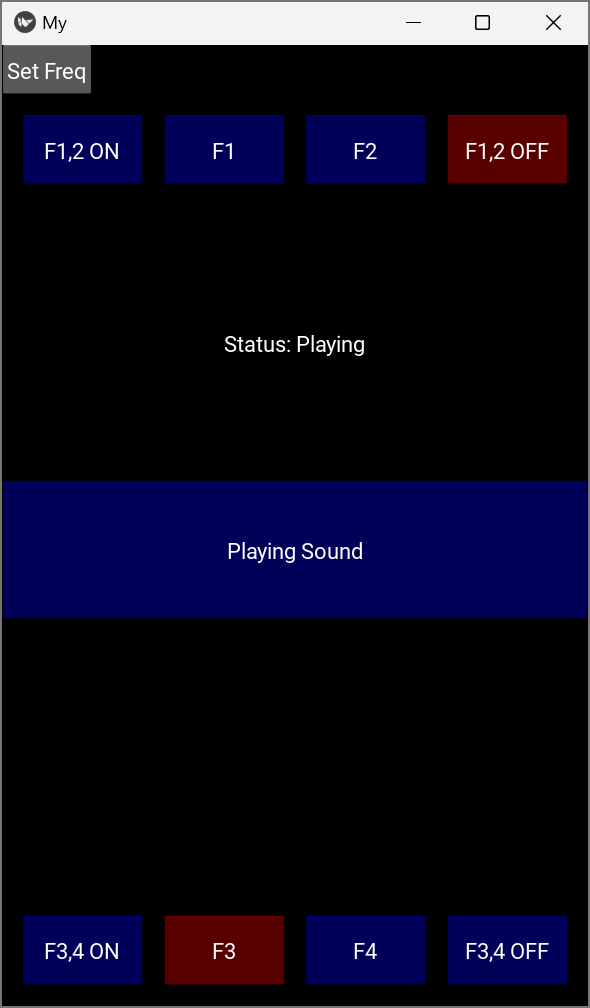 My
Set Freq
F1,2 ON
F1
F2
F1,2 OFF
Status: Playing
Playing Sound
F3,4 ON
F3
F4
F3,4 OFF